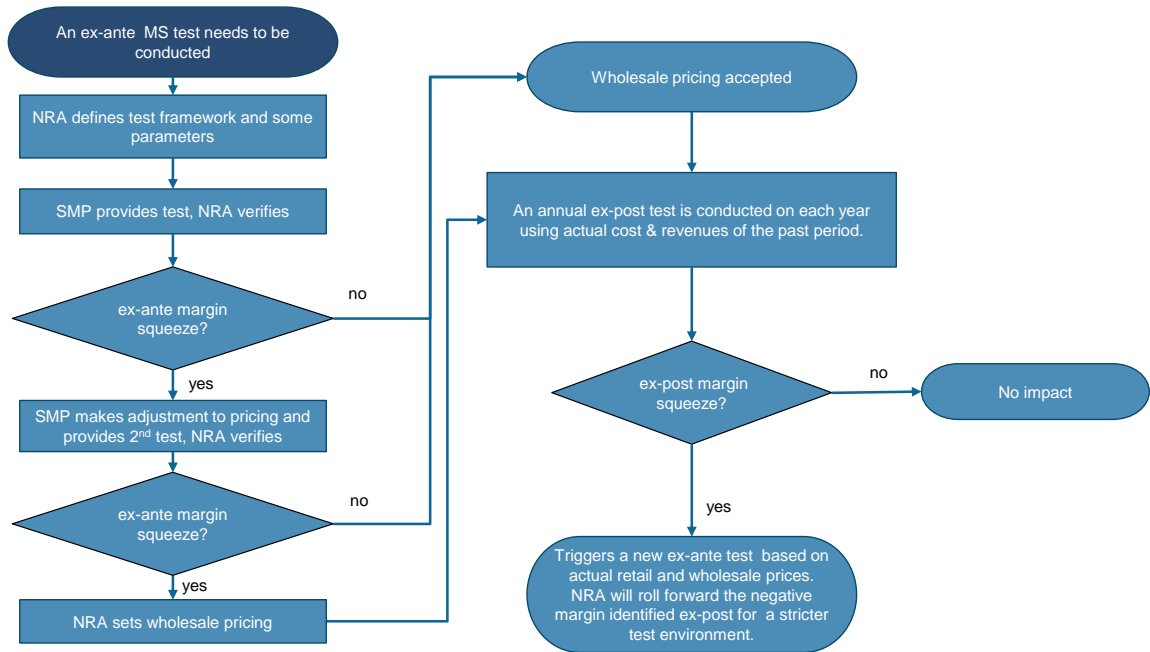 An ex-ante MS test needs to be
conducted
NRA defines test framework and some
parameters
SMP provides test, NRA verifies
ex-ante margin
squeeze?
no
yes
SMP makes adjustment to pricing and
provides 2nd test, NRA verifies
ex-ante margin
squeeze?
no
yes
NRA sets wholesale pricing
Wholesale pricing accepted
An annual ex-post test is conducted on each year
using actual cost & revenues of the past period.
ex-post margin
squeeze?
no
No impact
yes
Triggers a new ex-ante test based on
actual retail and wholesale prices.
NRA will roll forward the negative
margin identified ex-post for a stricter
test environment.